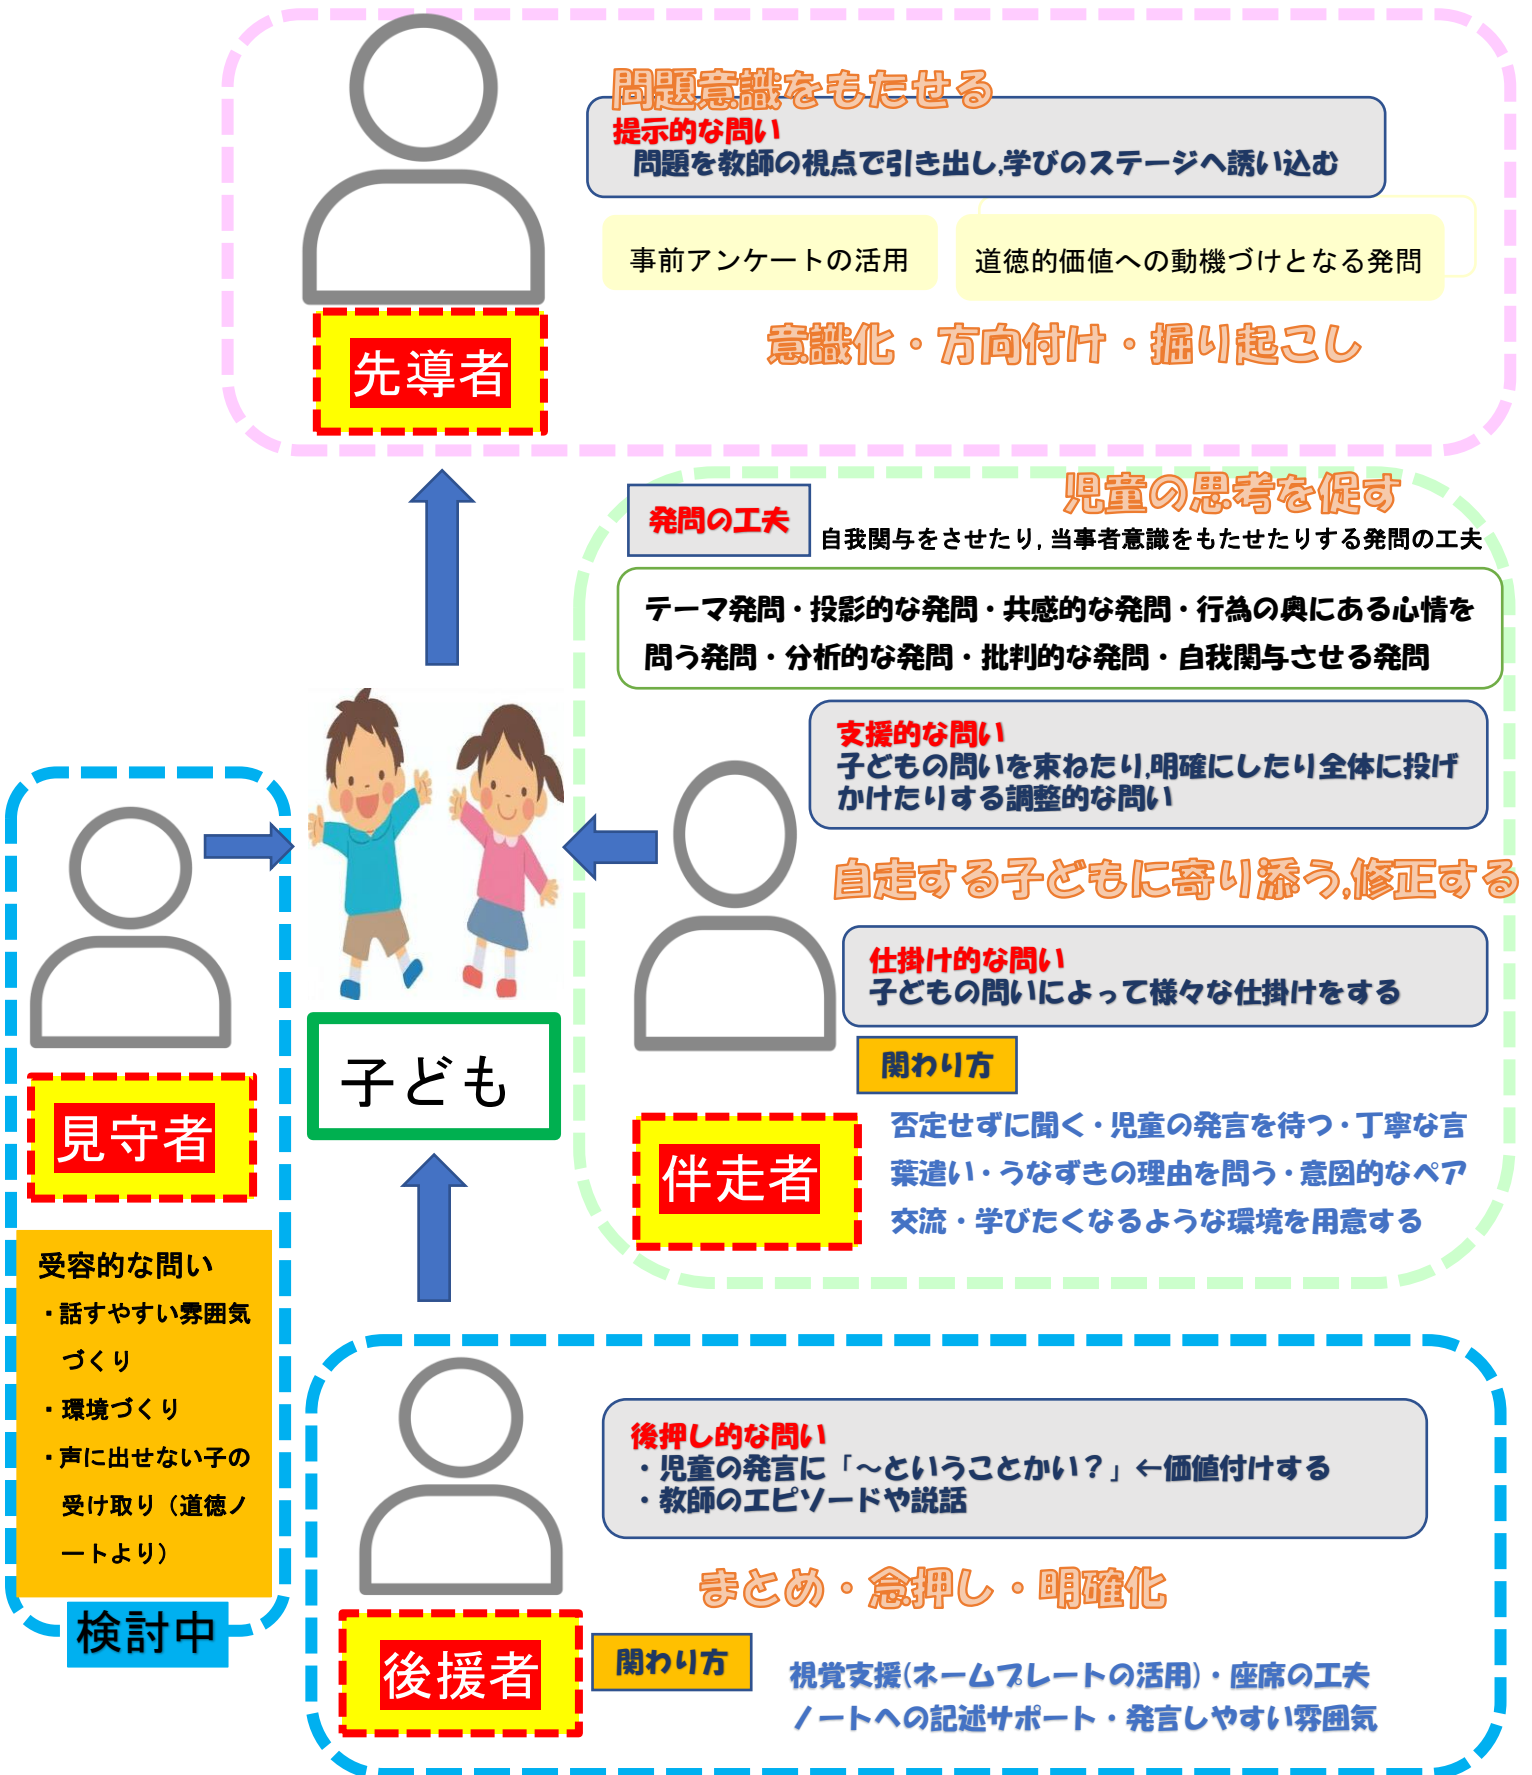 問題意識をもたせる
提示的な問い
問題を教師の視点で引き出し,学びのステージへ誘い込む
事前アンケートの活用
道徳的価値への動機づけとなる発問
意識化・方向付け・掘り起こし
先導者
児童の思考を促す
発問の工夫
自我関与をさせたり,当事者意識をもたせたりする発問の工夫
テーマ発問・投影的な発問・共感的な発問・行為の奥にある心情を
問う発問・分析的な発問・批判的な発問・自我関与させる発問
支援的な問い
子どもの問いを束ねたり,明確にしたり全体に投げ
かけたりする調整的な問い
自走する子どもに寄り添う,修正する
仕掛け的な問い
子どもの問いによって様々な仕掛けをする
関わり方
否定せずに聞く・児童の発言を待つ・丁寧な言
葉遣い・うなずきの理由を問う・意図的なペア
交流・学びたくなるような環境を用意する
伴走者
子ども
見守者
受容的な問い
・話すやすい雰囲気
づくり
・環境づくり
・声に出せない子の
受け取り（道徳ノ
ートより）
検討中
後押し的な問い
・児童の発言に「～ということかい？」←価値付けする
・教師のエピソードや説話
まとめ・念押し・明確化
後援者
関わり方
視覚支援(ネームプレートの活用)・座席の工夫
ノートへの記述サポート・発言しやすい雰囲気